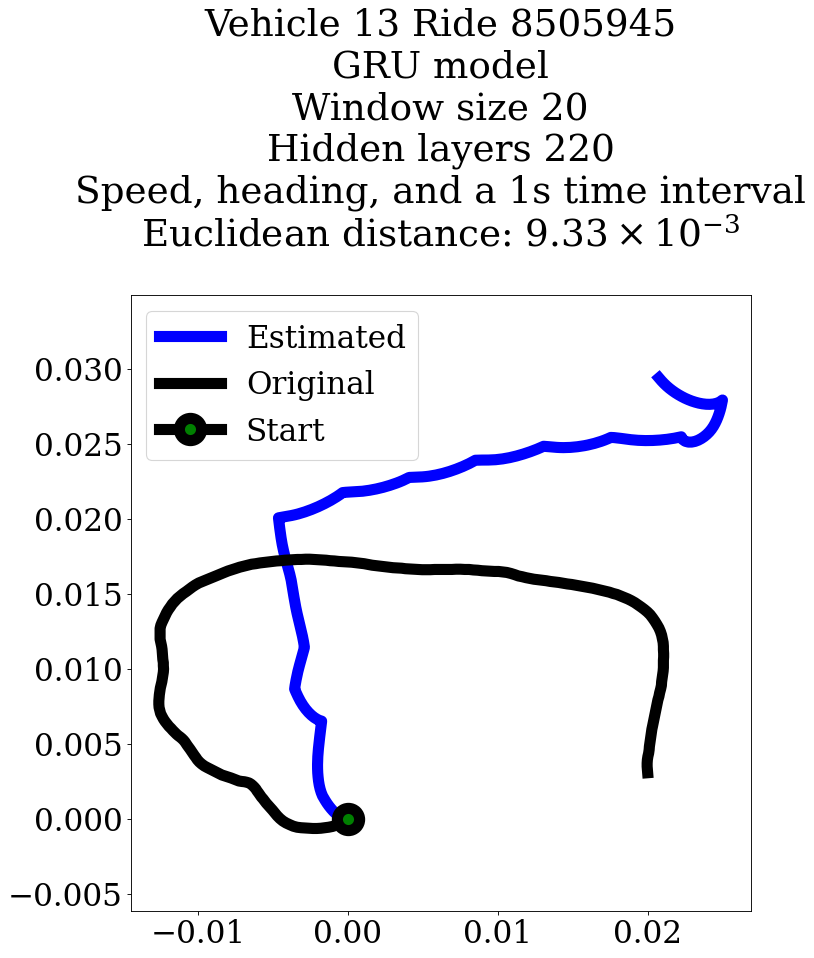 Vehicle 13 Ride 8505945
GRU model
Window size 20
Hidden layers 220
Speed, heading, and a 1s time interval
Euclidean distance: 9.33 × 10⁻³
Estimated
Original
Start
0.030
0.025
0.020
0.015
0.010
0.005
0.000
−0.005
−0.01 0.00 0.01 0.02